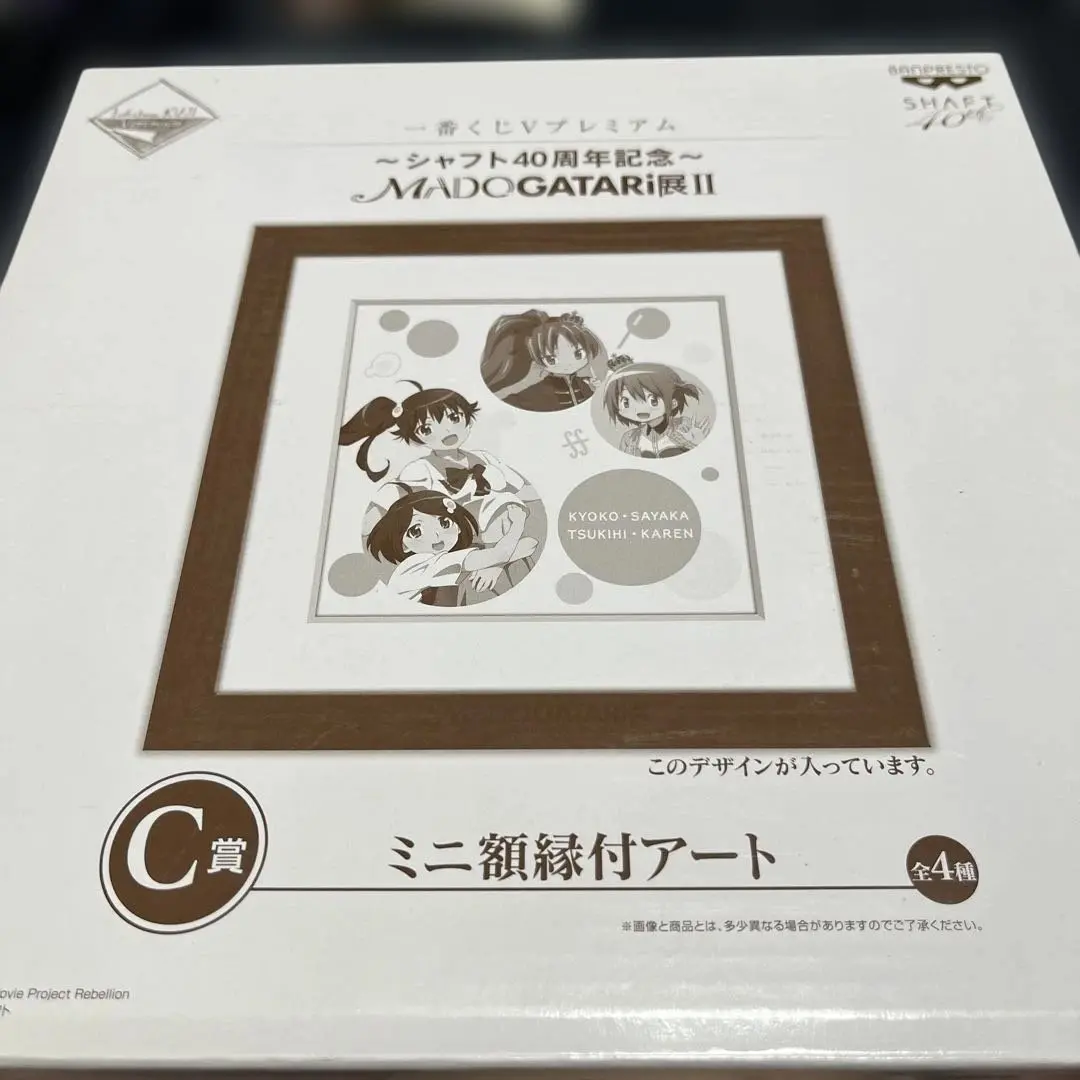 BANPRESTO
SHAFT
40th
一番くじVプレミアム
～シャフト40周年記念～
MADOGATARi展II
KYOKO・SAYAKA
TSUKIHI・KAREN
このデザインが入っています。
C賞
ミニ額縁付アート
全4種
※画像と商品とは、多少異なる場合がありますのでご了承ください。
ovie Project Rebellion
ト